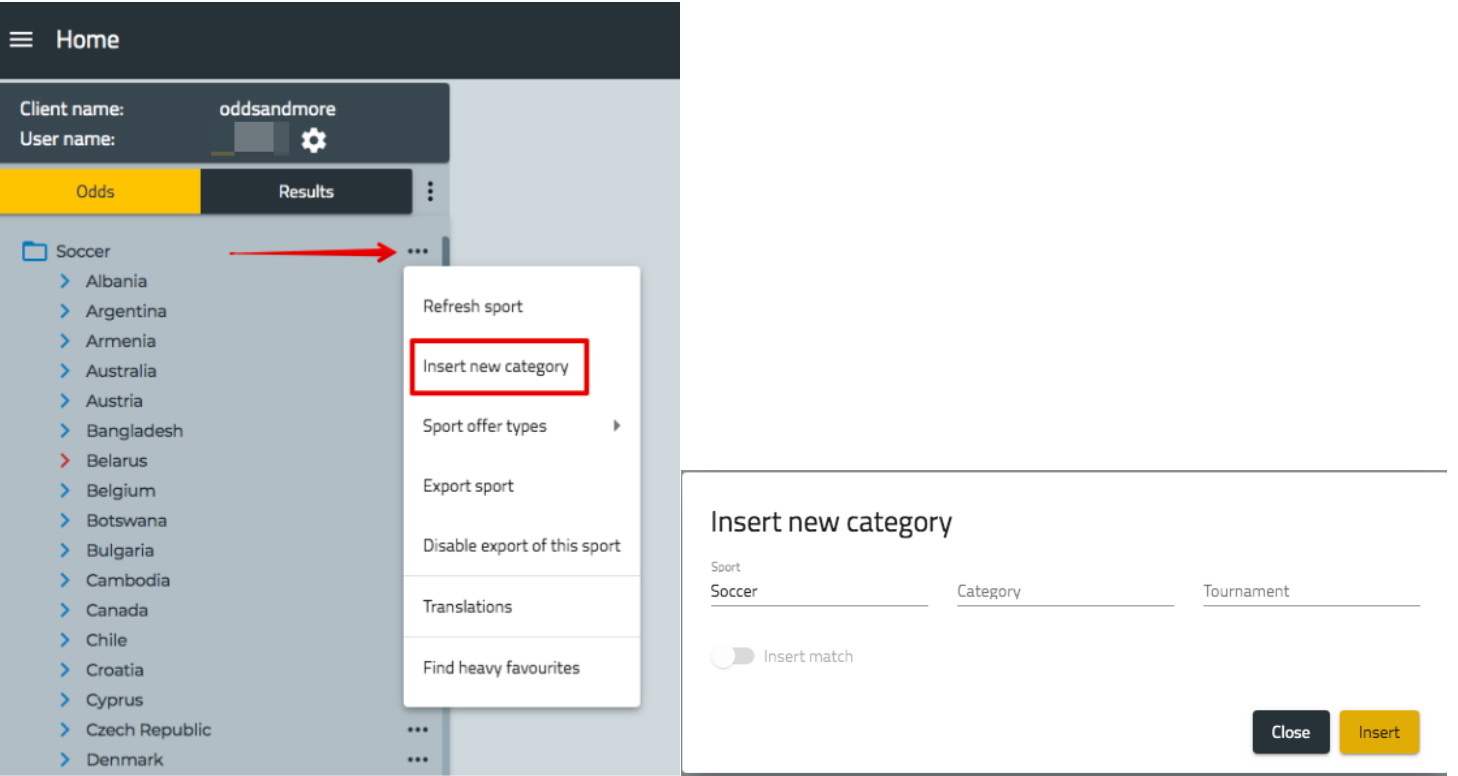 Home
Client name: oddsandmore
User name:
Odds Results
Soccer
Albania
Argentina
Armenia
Australia
Austria
Bangladesh
Belarus
Belgium
Botswana
Bulgaria
Cambodia
Canada
Chile
Croatia
Cyprus
Czech Republic
Denmark
Refresh sport
Insert new category
Sport offer types
Export sport
Disable export of this sport
Translations
Find heavy favourites
Insert new category
Sport
Soccer Category Tournament
Insert match
Close Insert